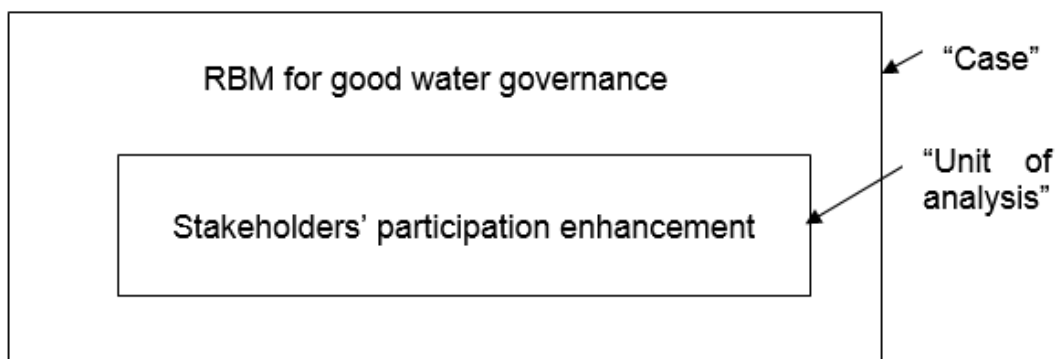 “Case”
RBM for good water governance
“Unit of
analysis”
Stakeholders’ participation enhancement